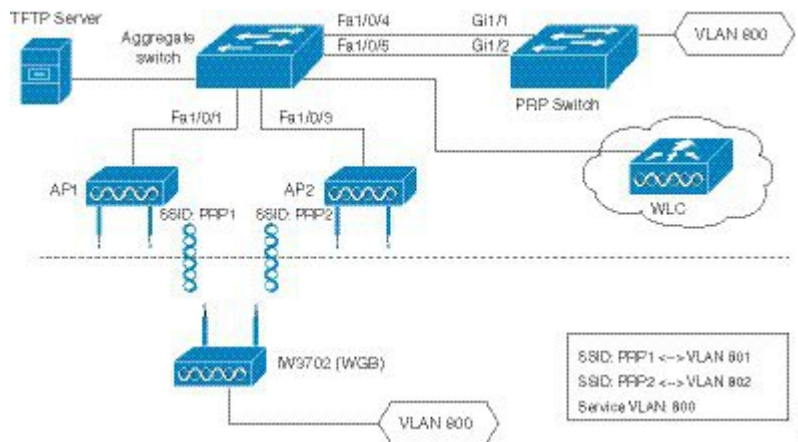 TFTP Server
Aggregate
switch
Fa1/0/4
Gi1/1
Fa1/0/5
Gi1/2
VLAN 800
PRP Switch
Fa1/0/1
Fa1/0/3
AP1
AP2
SSID: PRP1
SSID: PRP2
WLC
IW3702 (WGB)
VLAN 800
SSID: PRP1 <--> VLAN 801
SSID: PRP2 <--> VLAN 802
Service VLAN: 800